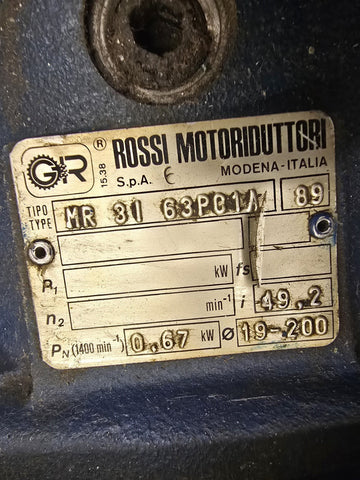 GR ® 15.38 ROSSI MOTORIDUTTORI
S.p.A. MODENA-ITALIA
TIPO
TYPE MR 3I 63PC1A 89
P1 kW fs
n2 min-1 i 49,2
PN (1400 min-1) 0,67 kW Ø 19-200